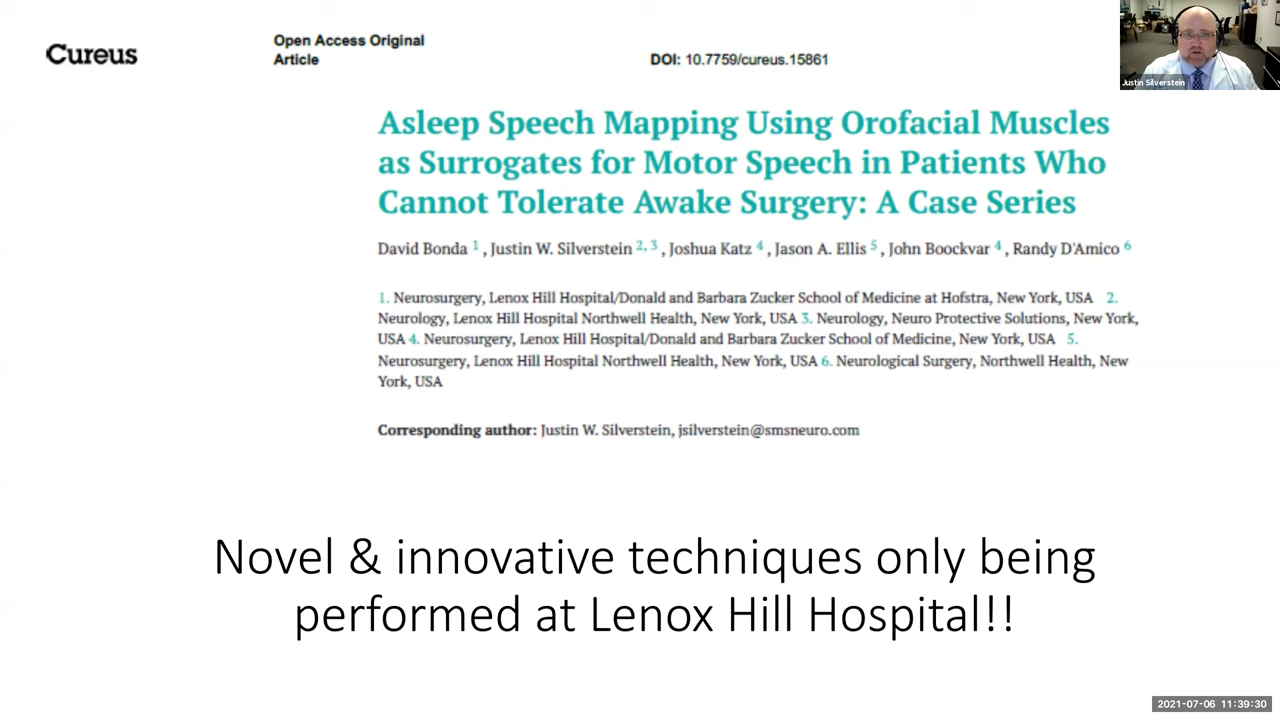 Cureus
Open Access Original
Article
DOI: 10.7759/cureus.15861
Justin Silverstein
Asleep Speech Mapping Using Orofacial Muscles
as Surrogates for Motor Speech in Patients Who
Cannot Tolerate Awake Surgery: A Case Series
David Bonda 1 , Justin W. Silverstein 2, 3 , Joshua Katz 4 , Jason A. Ellis 5 , John Boockvar 4 , Randy D'Amico 6
1. Neurosurgery, Lenox Hill Hospital/Donald and Barbara Zucker School of Medicine at Hofstra, New York, USA 2.
Neurology, Lenox Hill Hospital Northwell Health, New York, USA 3. Neurology, Neuro Protective Solutions, New York,
USA 4. Neurosurgery, Lenox Hill Hospital/Donald and Barbara Zucker School of Medicine, New York, USA 5.
Neurosurgery, Lenox Hill Hospital Northwell Health, New York, USA 6. Neurological Surgery, Northwell Health, New
York, USA
Corresponding author: Justin W. Silverstein, jsilverstein@smsneuro.com
Novel & innovative techniques only being
performed at Lenox Hill Hospital!!
2021-07-06 11:39:30